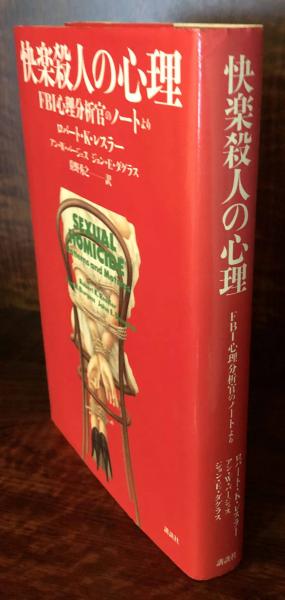 快楽殺人の心理
FBI心理分析官のノートより
ロバート・K・レスラー
アン・W・バージェス ジョン・E・ダグラス
狩野秀之──訳
SEXUAL
HOMICIDE
Patterns and Motives
Robert K. Ressler
快楽殺人の心理
FBI心理分析官のノートより
ロバート・K・レスラー
アン・W・バージェス
ジョン・E・ダグラス
講談社